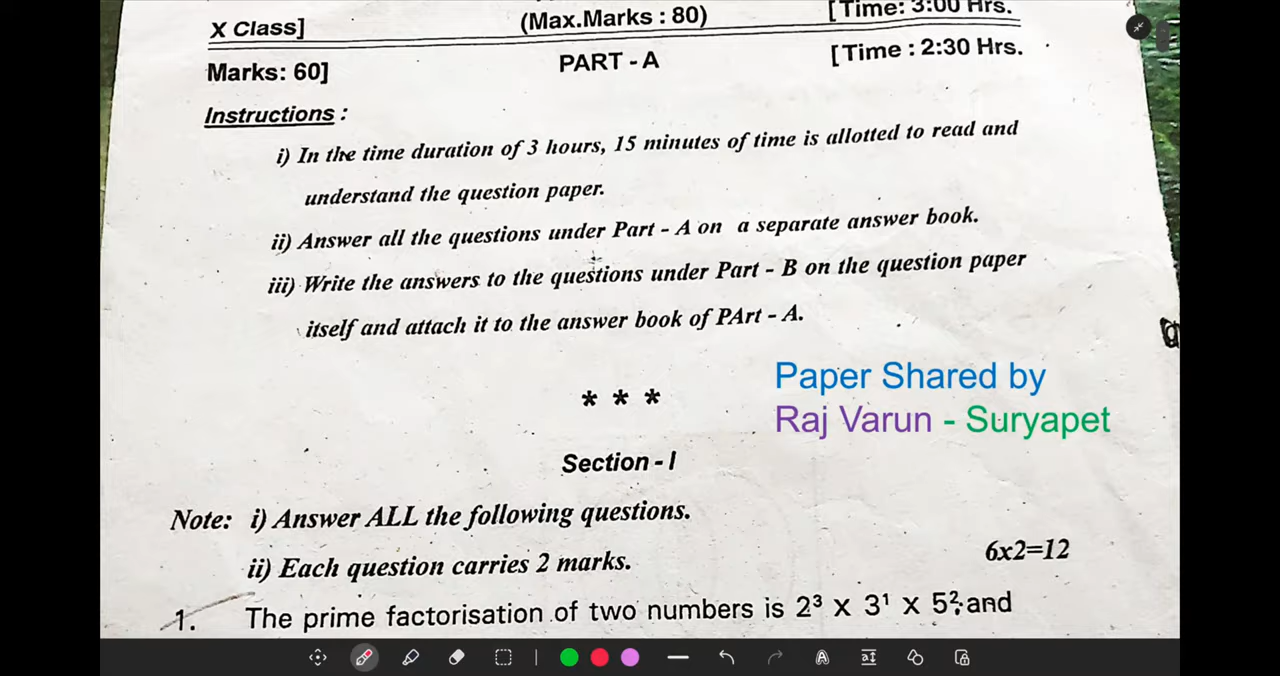 X Class]
(Max.Marks : 80)
[Time: 3:00 Hrs.
Marks: 60]
PART - A
[Time : 2:30 Hrs.
Instructions :
i) In the time duration of 3 hours, 15 minutes of time is allotted to read and
understand the question paper.
ii) Answer all the questions under Part - A on a separate answer book.
iii) Write the answers to the questions under Part - B on the question paper
itself and attach it to the answer book of PArt - A.
* * *
Paper Shared by
Raj Varun - Suryapet
Section - I
Note: i) Answer ALL the following questions.
ii) Each question carries 2 marks.
6x2=12
1. The prime factorisation of two numbers is 2³ X 3¹ X 5²; and